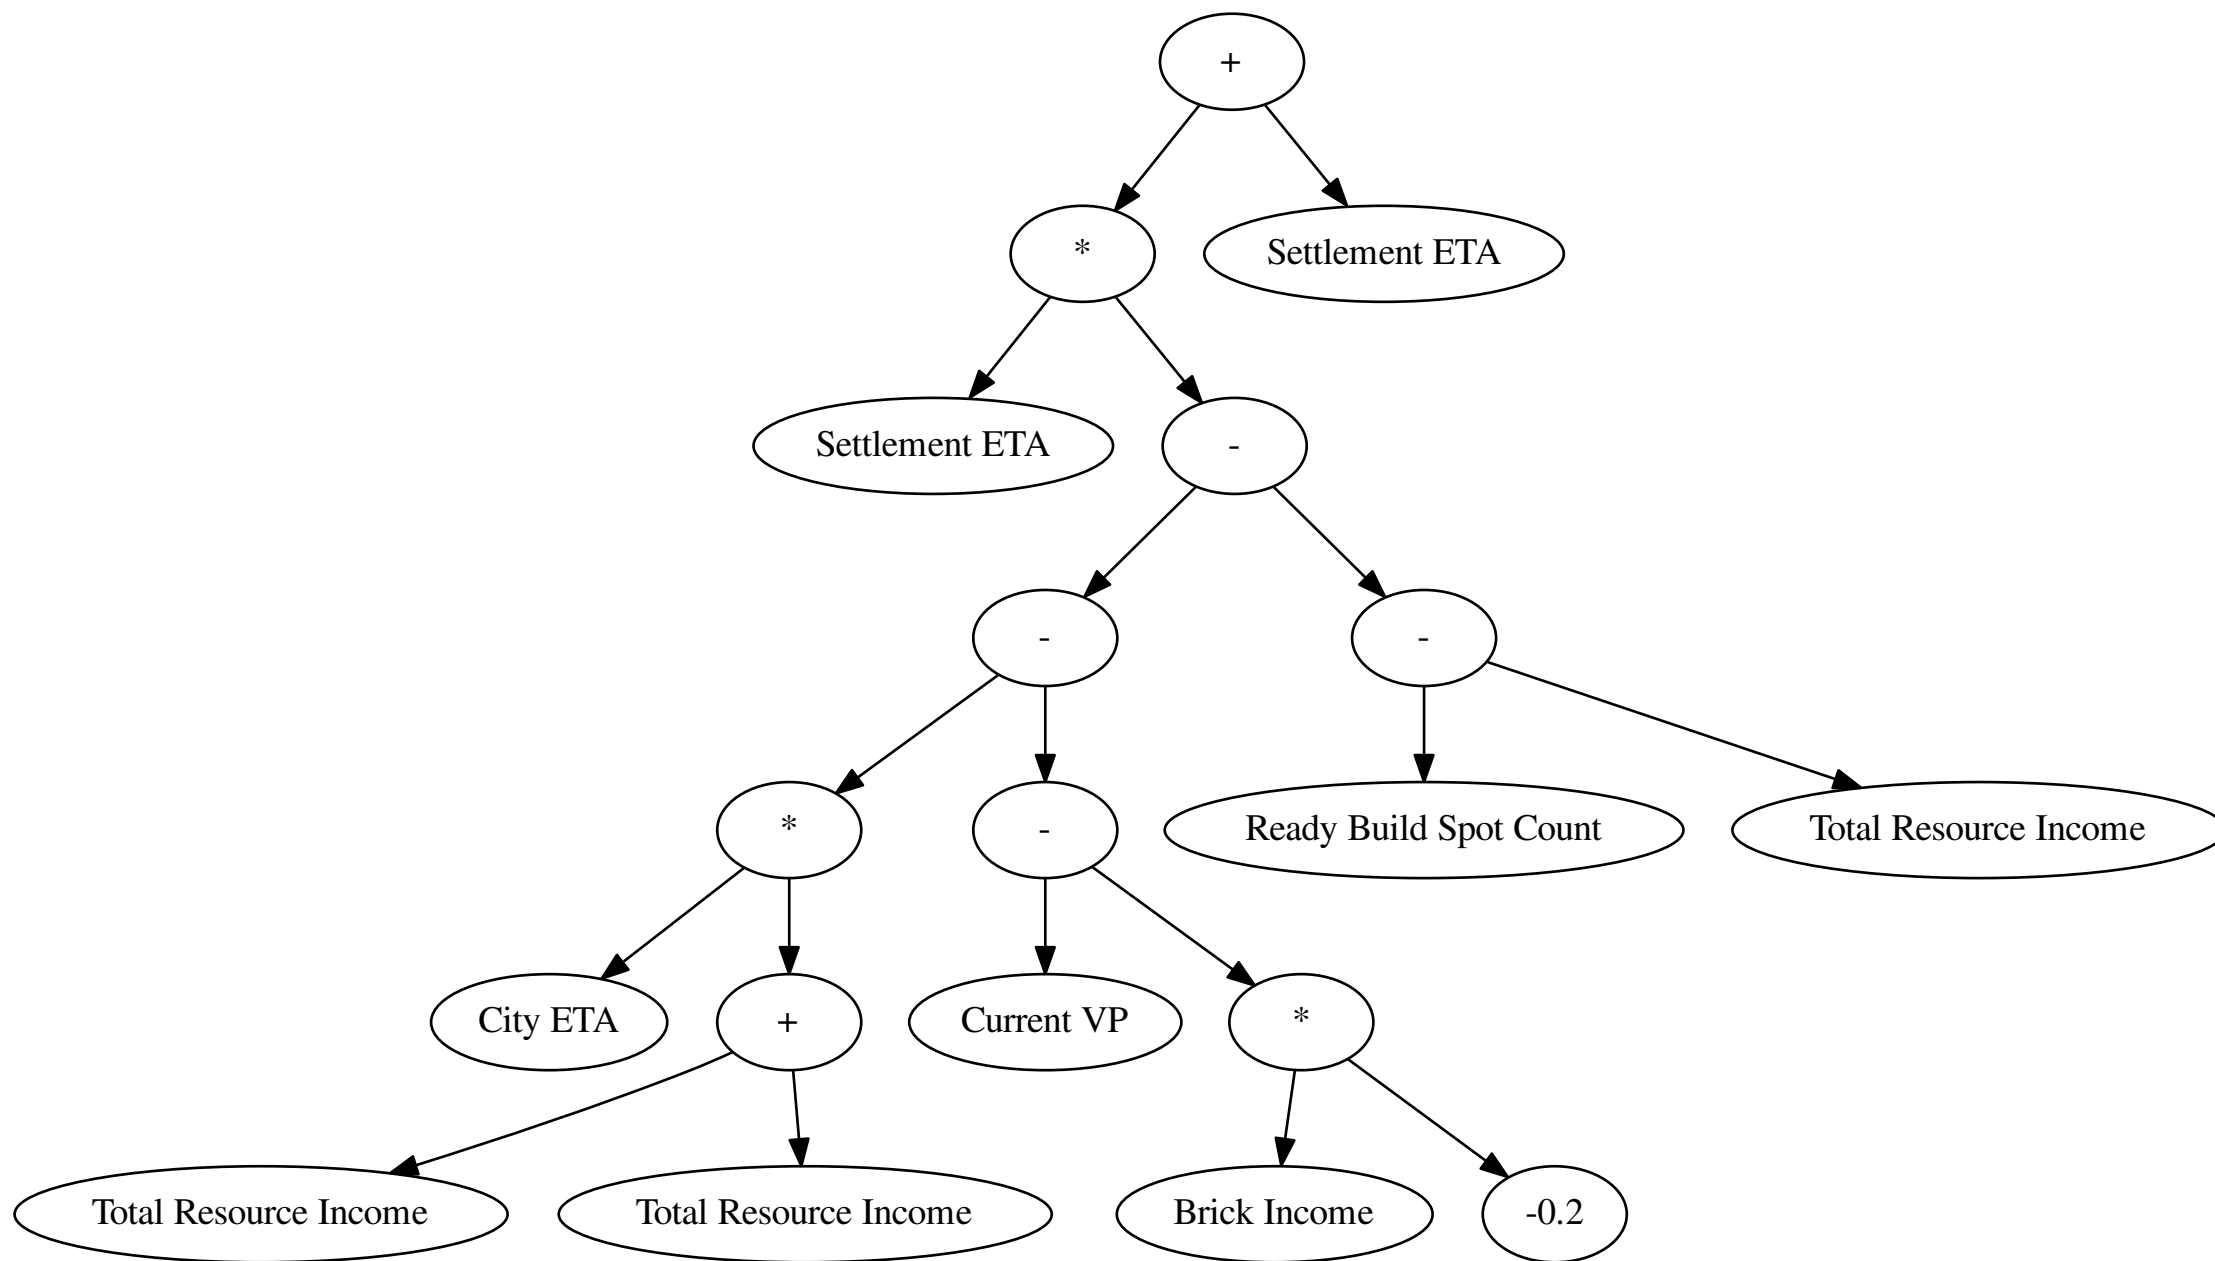 +
*
Settlement ETA
Settlement ETA
-
-
-
*
-
Ready Build Spot Count
Total Resource Income
City ETA
+
Current VP
*
Total Resource Income
Total Resource Income
Brick Income
-0.2